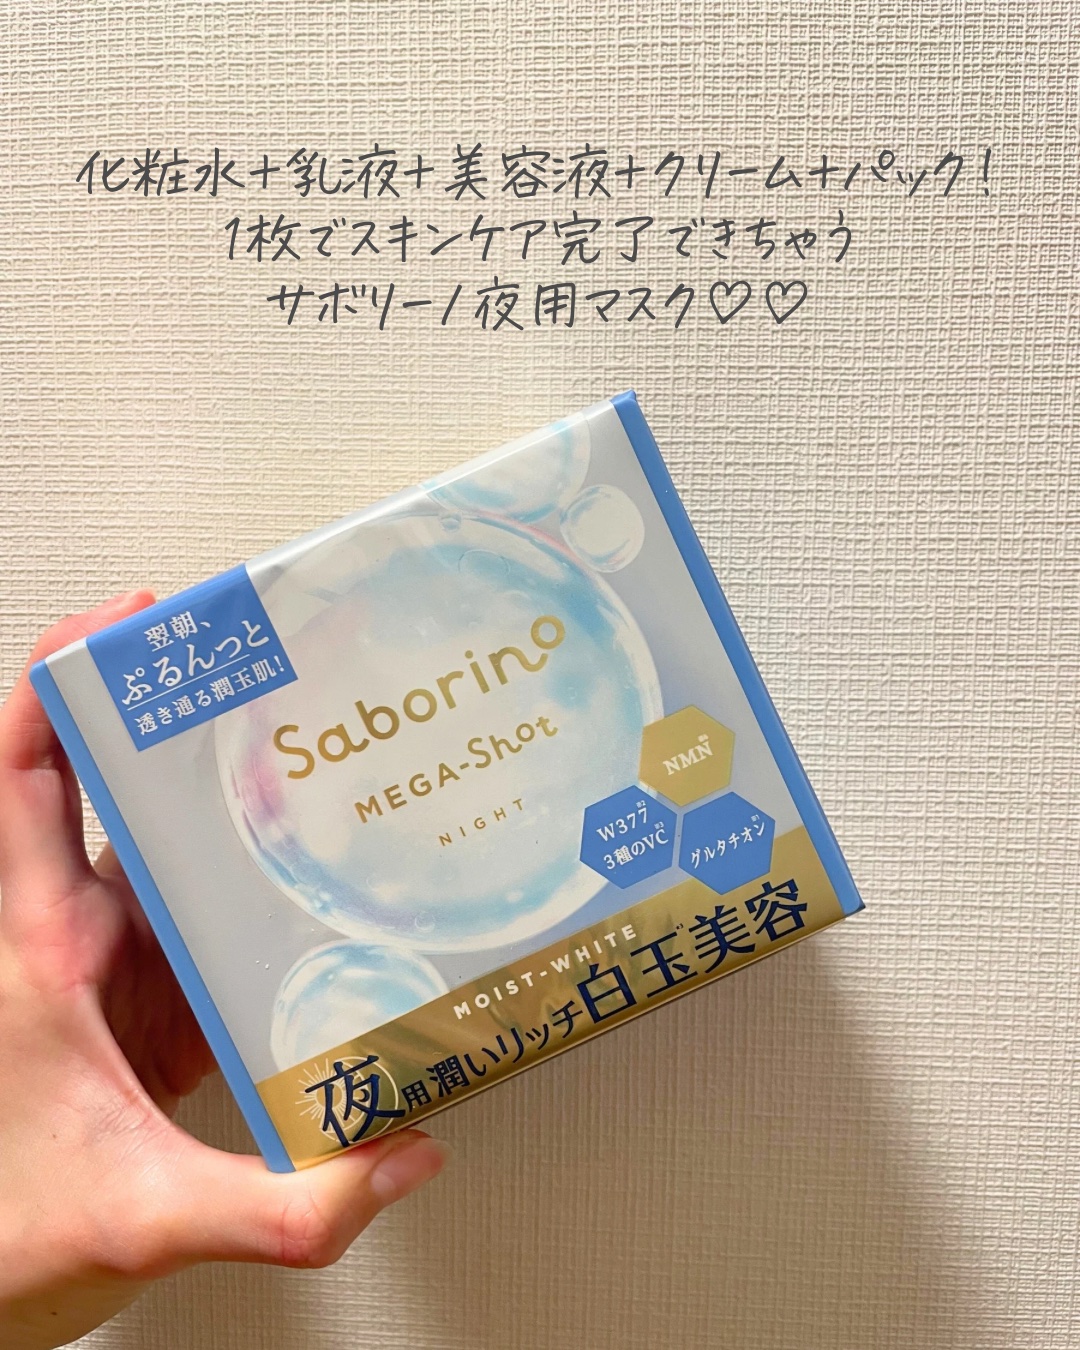 化粧水+乳液+美容液+クリーム+パック!
1枚でスキンケア完了できちゃう
サボリーノ夜用マスク♡♡
翌朝、
ぷるんっと
透き通る潤玉肌!
Saborino
MEGA-Shot
NIGHT
NMN
W377※2
3種のVC※3
グルタチオン※1
MOIST-WHITE
夜用潤いリッチ白玉美容